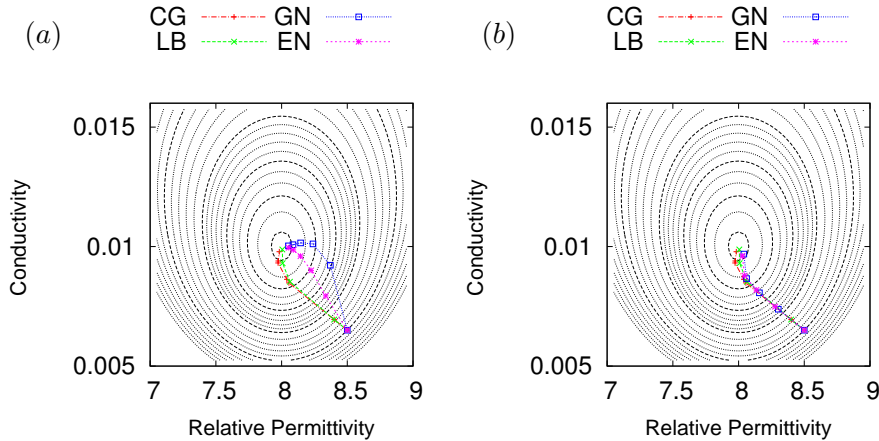 CG GN CG GN
(a) LB EN (b) LB EN
0.015 0.015
Conductivity 0.01 Conductivity 0.01
0.005 0.005
7 7.5 8 8.5 9 7 7.5 8 8.5 9
Relative Permittivity Relative Permittivity